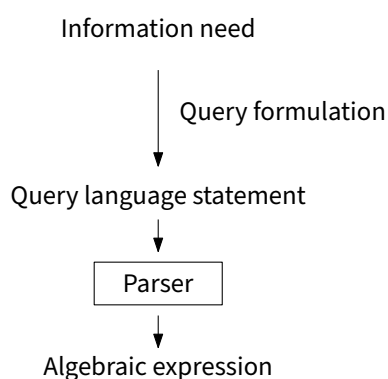 Information need
Query formulation
Query language statement
Parser
Algebraic expression